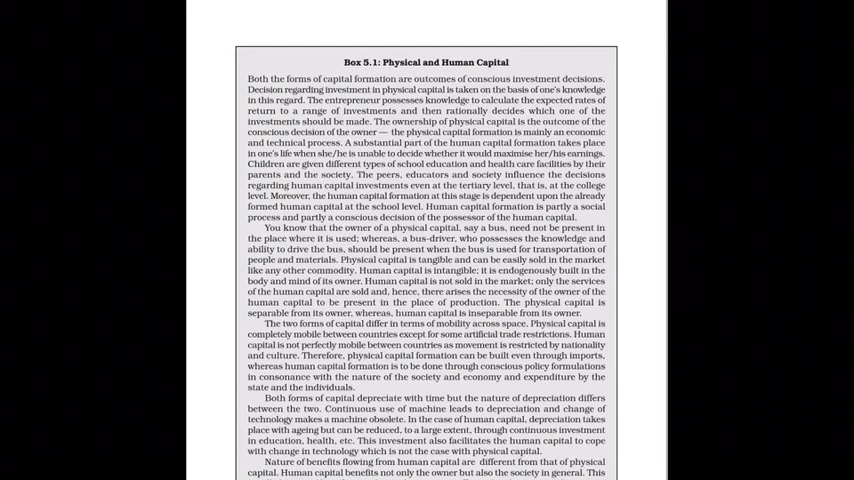 Box 5.1: Physical and Human Capital
Both the forms of capital formation are outcomes of conscious investment decisions.
Decision regarding investment in physical capital is taken on the basis of one's knowledge
in this regard. The entrepreneur possesses knowledge to calculate the expected rates of
return to a range of investments and then rationally decides which one of the
investments should be made. The ownership of physical capital is the outcome of the
conscious decision of the owner — the physical capital formation is mainly an economic
and technical process. A substantial part of the human capital formation takes place
in one's life when she/he is unable to decide whether it would maximise her/his earnings.
Children are given different types of school education and health care facilities by their
parents and the society. The peers, educators and society influence the decisions
regarding human capital investments even at the tertiary level, that is, at the college
level. Moreover, the human capital formation at this stage is dependent upon the already
formed human capital at the school level. Human capital formation is partly a social
process and partly a conscious decision of the possessor of the human capital.
You know that the owner of a physical capital, say a bus, need not be present in
the place where it is used; whereas, a bus-driver, who possesses the knowledge and
ability to drive the bus, should be present when the bus is used for transportation of
people and materials. Physical capital is tangible and can be easily sold in the market
like any other commodity. Human capital is intangible; it is endogenously built in the
body and mind of its owner. Human capital is not sold in the market; only the services
of the human capital are sold and, hence, there arises the necessity of the owner of the
human capital to be present in the place of production. The physical capital is
separable from its owner, whereas, human capital is inseparable from its owner.
The two forms of capital differ in terms of mobility across space. Physical capital is
completely mobile between countries except for some artificial trade restrictions. Human
capital is not perfectly mobile between countries as movement is restricted by nationality
and culture. Therefore, physical capital formation can be built even through imports,
whereas human capital formation is to be done through conscious policy formulations
in consonance with the nature of the society and economy and expenditure by the
state and the individuals.
Both forms of capital depreciate with time but the nature of depreciation differs
between the two. Continuous use of machine leads to depreciation and change of
technology makes a machine obsolete. In the case of human capital, depreciation takes
place with ageing but can be reduced, to a large extent, through continuous investment
in education, health, etc. This investment also facilitates the human capital to cope
with change in technology which is not the case with physical capital.
Nature of benefits flowing from human capital are different from that of physical
capital. Human capital benefits not only the owner but also the society in general. This